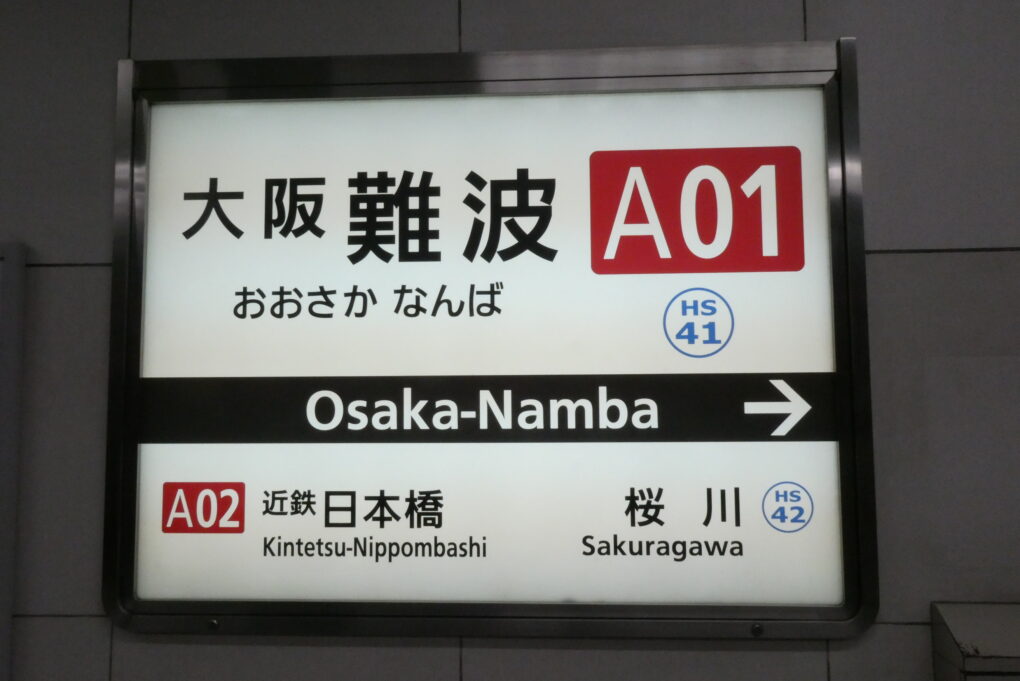 大阪難波 A01
おおさか なんば
HS
41
Osaka-Namba →
A02 近鉄日本橋 桜川 HS 42
Kintetsu-Nippombashi Sakuragawa